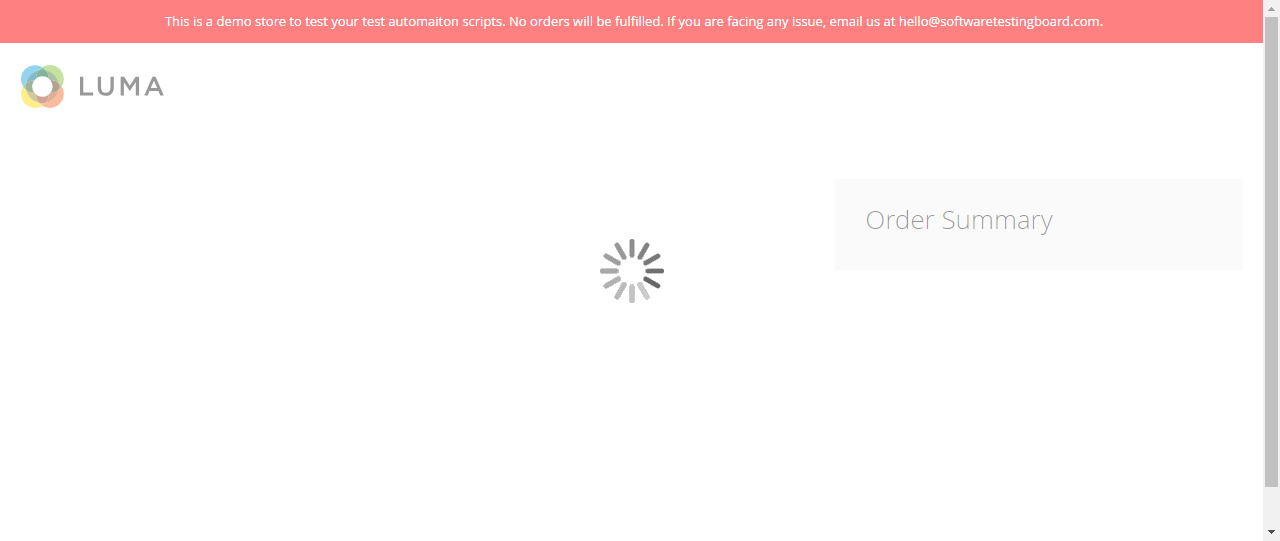 This is a demo store to test your test automaiton scripts. No orders will be fulfilled. If you are facing any issue, email us at hello@softwaretestingboard.com.
LUMA
Order Summary